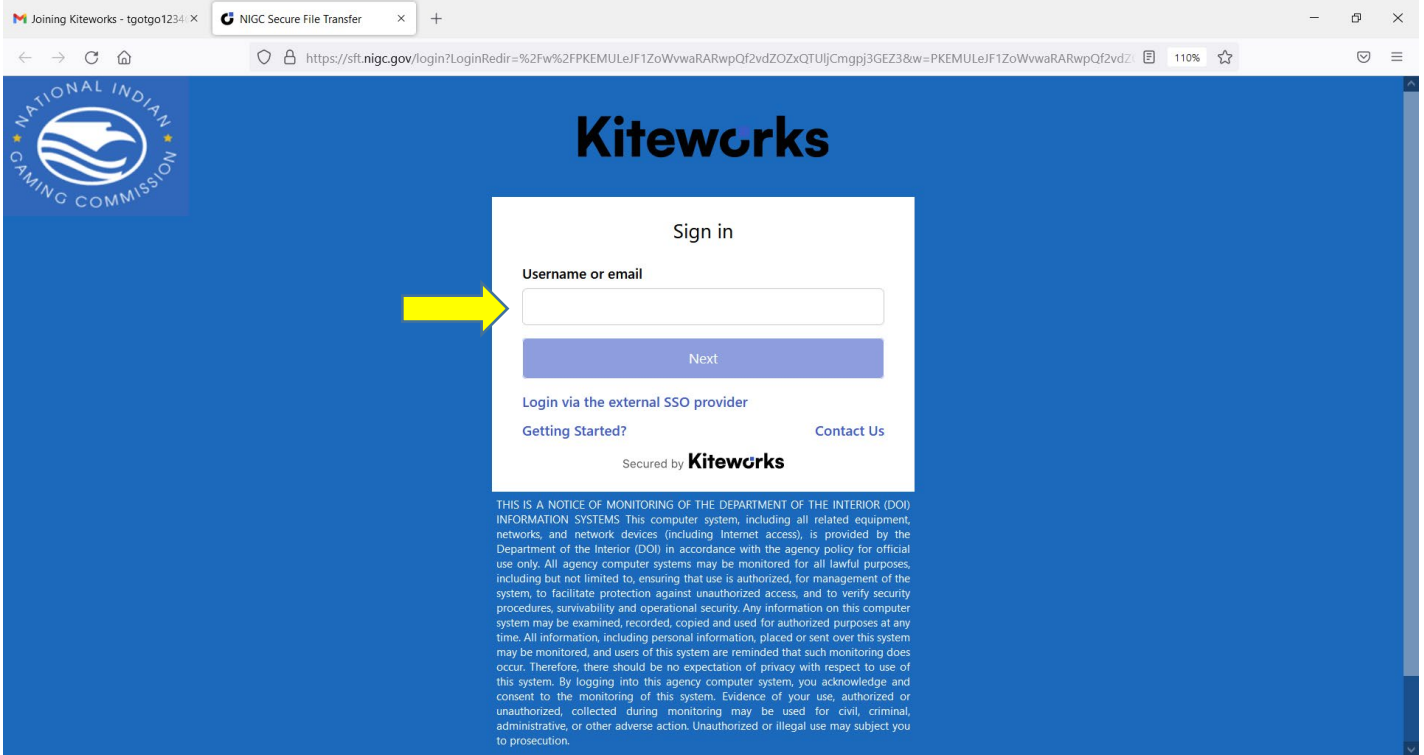 Joining Kiteworks - tgotgo1234
NIGC Secure File Transfer
https://sft.nigc.gov/login?LoginRedir=%2Fw%2FPKEMULeJF1ZoWvwaRARwpQf2vdZOZxQTUljCmgpj3GEZ3&w=PKEMULeJF1ZoWvwaRARwpQf2vdZ
110%
NATIONAL INDIAN
GAMING COMMISSION
Kiteworks
Sign in
Username or email
Next
Login via the external SSO provider
Getting Started? Contact Us
Secured by Kiteworks
THIS IS A NOTICE OF MONITORING OF THE DEPARTMENT OF THE INTERIOR (DOI)
INFORMATION SYSTEMS This computer system, including all related equipment,
networks, and network devices (including Internet access), is provided by the
Department of the Interior (DOI) in accordance with the agency policy for official
use only. All agency computer systems may be monitored for all lawful purposes,
including but not limited to, ensuring that use is authorized, for management of the
system, to facilitate protection against unauthorized access, and to verify security
procedures, survivability and operational security. Any information on this computer
system may be examined, recorded, copied and used for authorized purposes at any
time. All information, including personal information, placed or sent over this system
may be monitored, and users of this system are reminded that such monitoring does
occur. Therefore, there should be no expectation of privacy with respect to use of
this system. By logging into this agency computer system, you acknowledge and
consent to the monitoring of this system. Evidence of your use, authorized or
unauthorized, collected during monitoring may be used for civil, criminal,
administrative, or other adverse action. Unauthorized or illegal use may subject you
to prosecution.